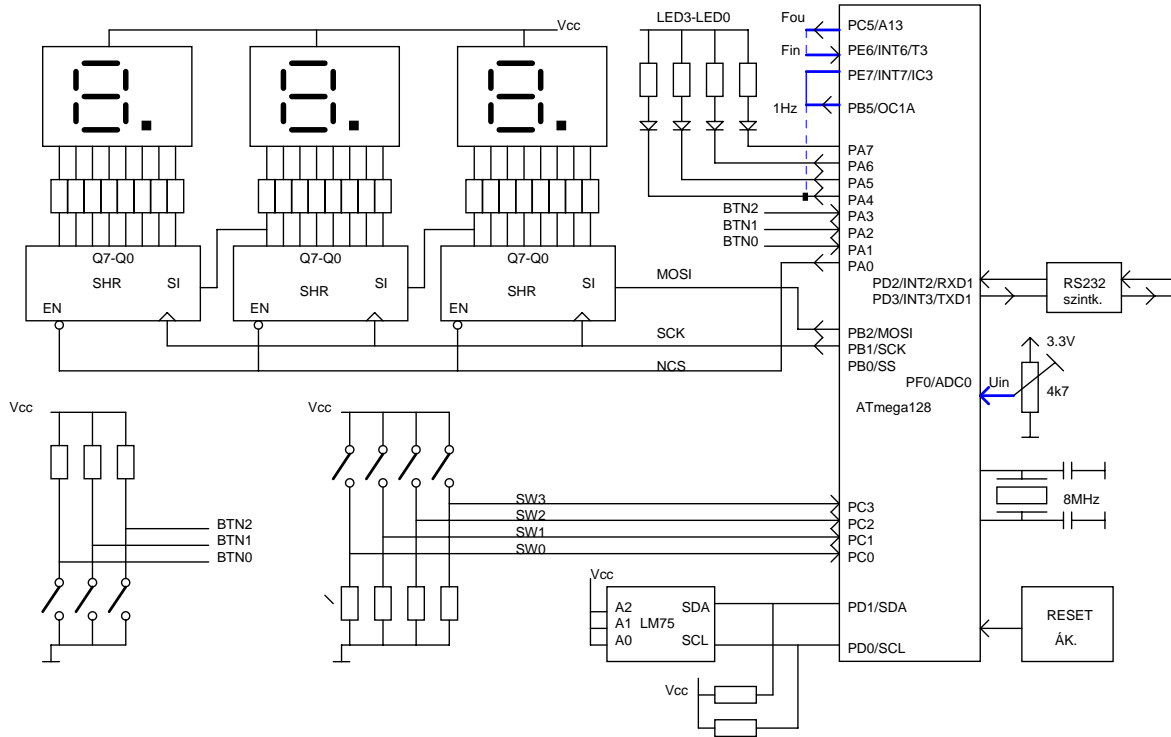 Vcc
LED3-LED0
Fou
PC5/A13
Fin
PE6/INT6/T3
PE7/INT7/IC3
1Hz
PB5/OC1A
PA7
PA6
PA5
PA4
BTN2
PA3
BTN1
PA2
BTN0
PA1
PA0
Q7-Q0
SHR
SI
EN
Q7-Q0
SHR
SI
EN
Q7-Q0
SHR
SI
EN
MOSI
SCK
NCS
PD2/INT2/RXD1
PD3/INT3/TXD1
RS232
szintk.
PB2/MOSI
PB1/SCK
PB0/SS
3.3V
PF0/ADC0
Uin
4k7
ATmega128
8MHz
Vcc
BTN2
BTN1
BTN0
Vcc
SW3
SW2
SW1
SW0
PC3
PC2
PC1
PC0
Vcc
A2
A1
A0
LM75
SDA
SCL
PD1/SDA
PD0/SCL
RESET
ÁK.
Vcc